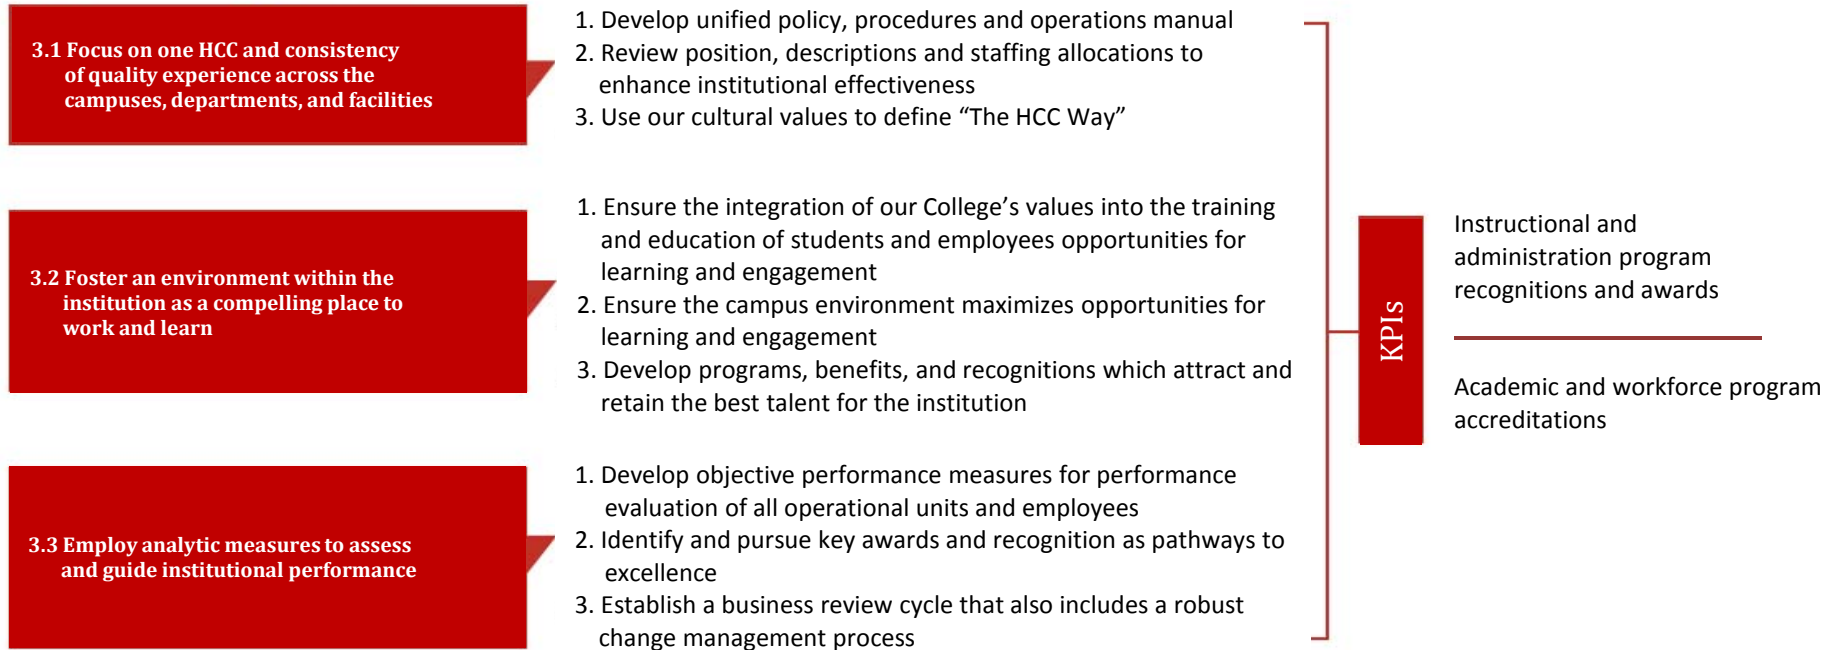 3.1 Focus on one HCC and consistency
of quality experience across the
campuses, departments, and facilities
1. Develop unified policy, procedures and operations manual
2. Review position, descriptions and staffing allocations to
enhance institutional effectiveness
3. Use our cultural values to define “The HCC Way”
3.2 Foster an environment within the
institution as a compelling place to
work and learn
1. Ensure the integration of our College’s values into the training
and education of students and employees opportunities for
learning and engagement
2. Ensure the campus environment maximizes opportunities for
learning and engagement
3. Develop programs, benefits, and recognitions which attract and
retain the best talent for the institution
3.3 Employ analytic measures to assess
and guide institutional performance
1. Develop objective performance measures for performance
evaluation of all operational units and employees
2. Identify and pursue key awards and recognition as pathways to
excellence
3. Establish a business review cycle that also includes a robust
change management process
KPIs
Instructional and
administration program
recognitions and awards
Academic and workforce program
accreditations